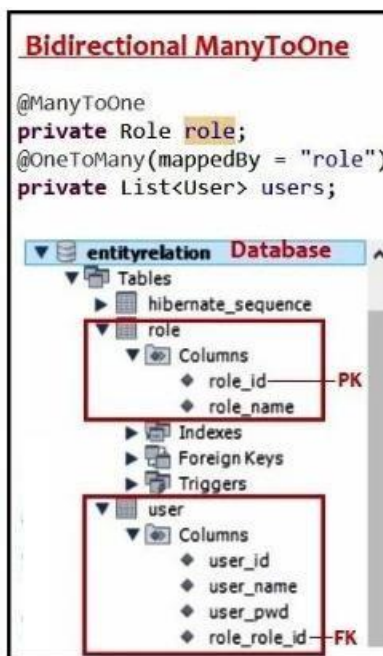 Bidirectional ManyToOne
@ManyToOne
private Role role;
@OneToMany(mappedBy = "role")
private List<User> users;
entityrelation Database
Tables
hibernate_sequence
role
Columns
role_id PK
role_name
Indexes
Foreign Keys
Triggers
user
Columns
user_id
user_name
user_pwd
role_role_id FK